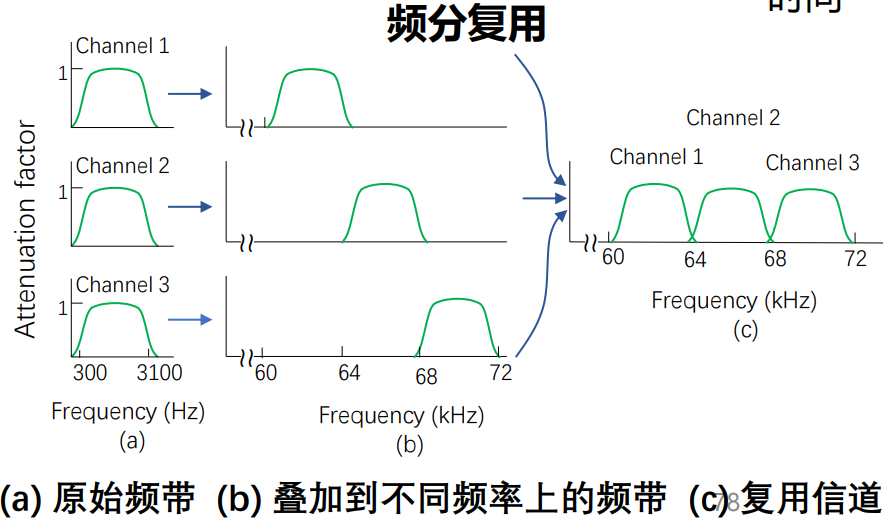 频分复用
Channel 1
1
Channel 2
1
Channel 3
1
Attenuation factor
300 3100
Frequency (Hz)
(a)
60 64 68 72
Frequency (kHz)
(b)
Channel 2
Channel 1 Channel 3
60 64 68 72
Frequency (kHz)
(c)
(a) 原始频带 (b) 叠加到不同频率上的频带 (c) 复用信道
78